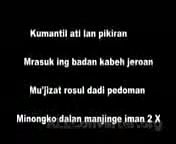 Kumantil ati lan pikiran
Mrasuk ing badan kabeh jeroan
Mu'jizat rosul dadi pedoman
Minongko dalan manjinge iman 2 X